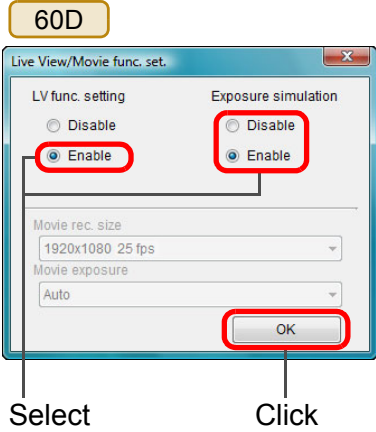 60D
Live View/Movie func. set.
LV func. setting Exposure simulation
Disable Disable
Enable Enable
Movie rec. size
1920x1080 25 fps
Movie exposure
Auto
OK
Select Click